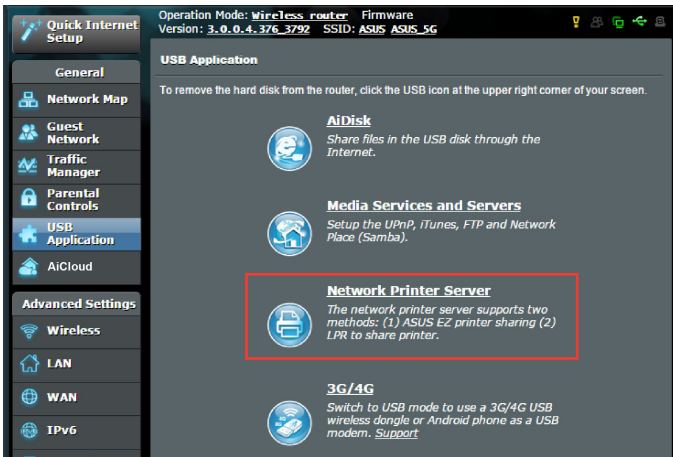 Quick Internet
Setup
Operation Mode: Wireless router Firmware
Version: 3.0.0.4.376_3792 SSID: ASUS ASUS_5G
General
Network Map
Guest
Network
Traffic
Manager
Parental
Controls
USB
Application
AiCloud
Advanced Settings
Wireless
LAN
WAN
IPv6
USB Application
To remove the hard disk from the router, click the USB icon at the upper right corner of your screen.
AiDisk
Share files in the USB disk through the
Internet.
Media Services and Servers
Setup the UPnP, iTunes, FTP and Network
Place (Samba).
Network Printer Server
The network printer server supports two
methods: (1) ASUS EZ printer sharing (2)
LPR to share printer.
3G/4G
Switch to USB mode to use a 3G/4G USB
wireless dongle or Android phone as a USB
modem. Support